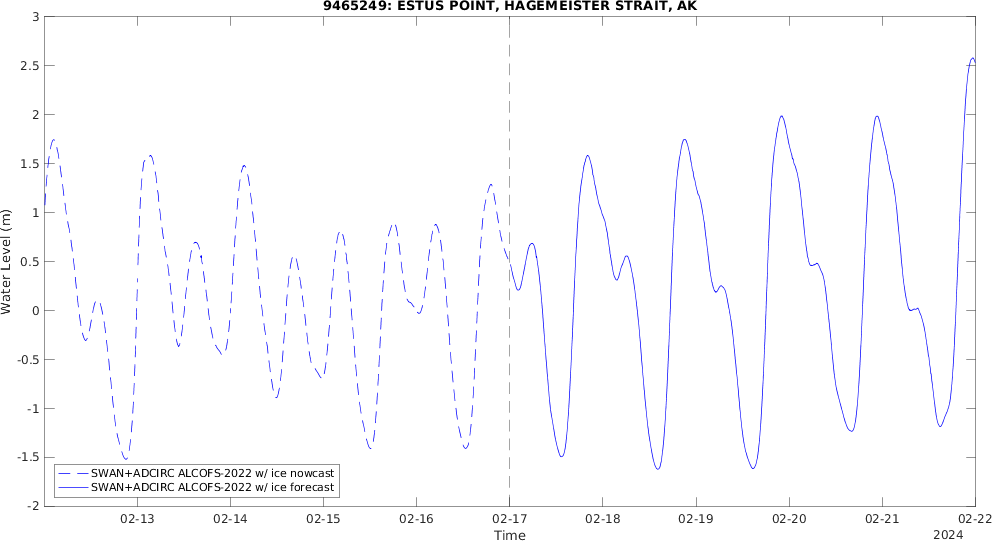 9465249: ESTUS POINT, HAGEMEISTER STRAIT, AK
3
2.5
2
1.5
1
0.5
0
-0.5
-1
-1.5
-2
Water Level (m)
SWAN+ADCIRC ALCOFS-2022 w/ ice nowcast
SWAN+ADCIRC ALCOFS-2022 w/ ice forecast
02-13 02-14 02-15 02-16 02-17 02-18 02-19 02-20 02-21 02-22
Time
2024